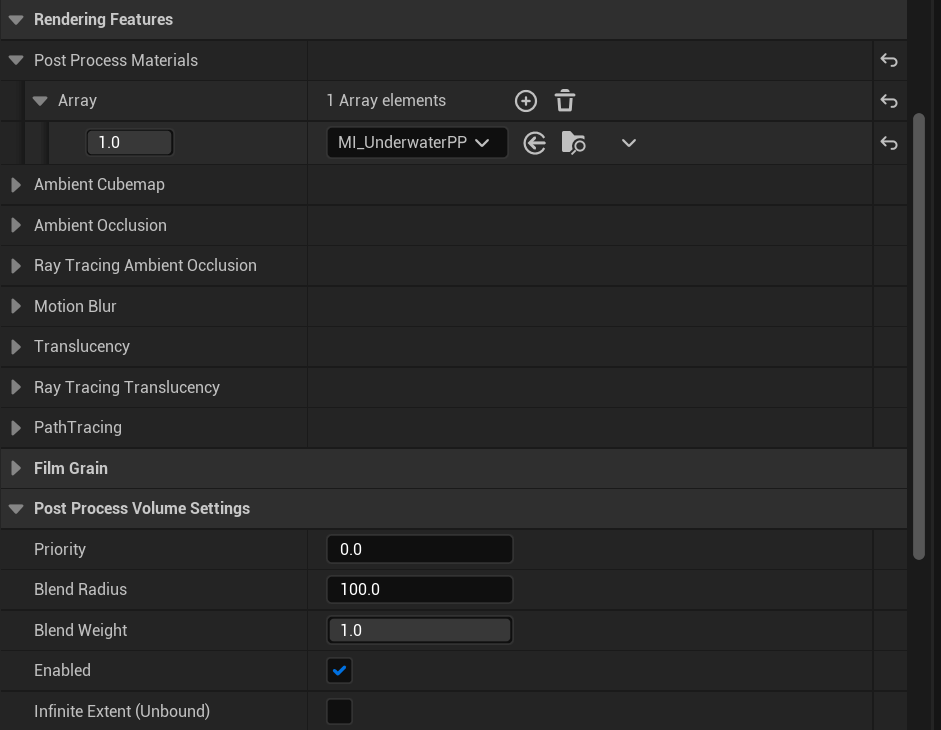 Rendering Features
Post Process Materials
Array 1 Array elements
1.0 MI_UnderwaterPP
Ambient Cubemap
Ambient Occlusion
Ray Tracing Ambient Occlusion
Motion Blur
Translucency
Ray Tracing Translucency
PathTracing
Film Grain
Post Process Volume Settings
Priority 0.0
Blend Radius 100.0
Blend Weight 1.0
Enabled
Infinite Extent (Unbound)